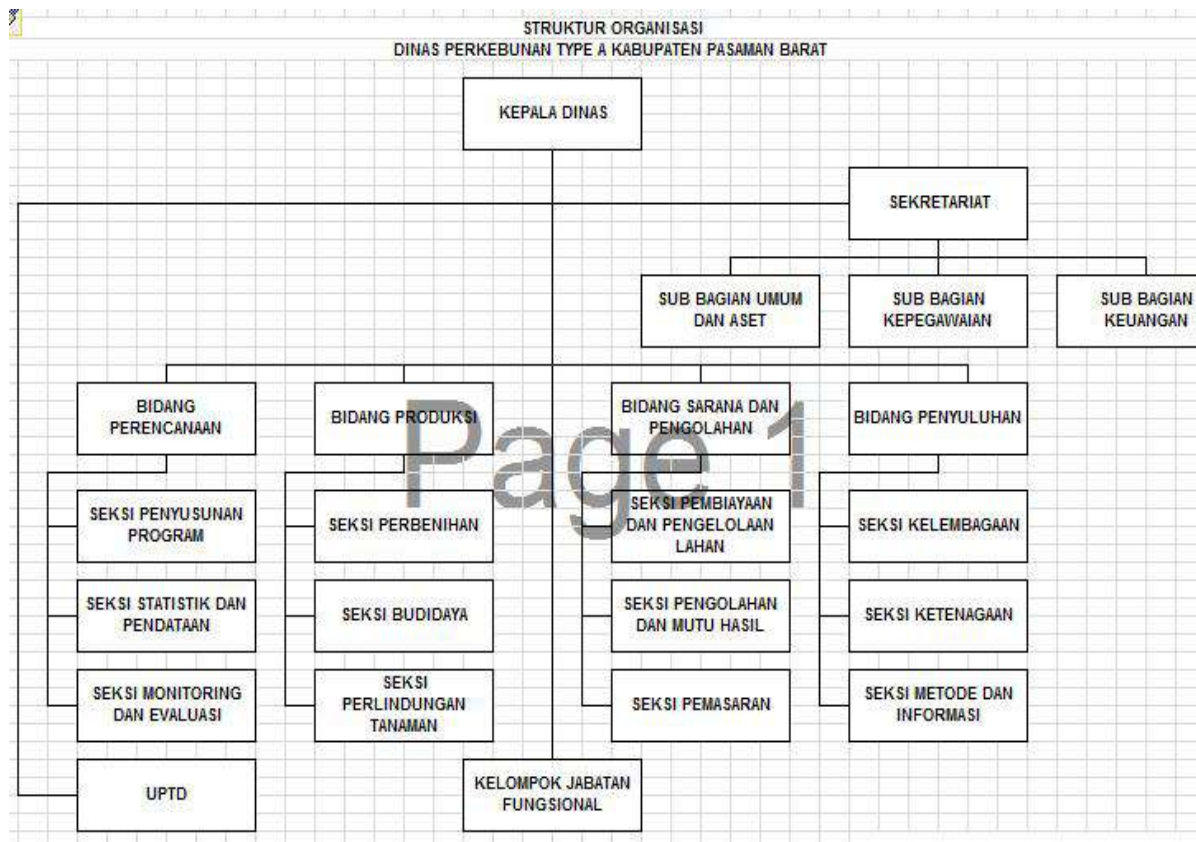 STRUKTUR ORGANISASI
DINAS PERKEBUNAN TYPE A KABUPATEN PASAMAN BARAT
KEPALA DINAS
SEKRETARIAT
SUB BAGIAN UMUM
DAN ASET
SUB BAGIAN
KEPEGAWAIAN
SUB BAGIAN
KEUANGAN
BIDANG
PERENCANAAN
BIDANG PRODUKSI
BIDANG SARANA DAN
PENGOLAHAN
BIDANG PENYULUHAN
Page 1
SEKSI PENYUSUNAN
PROGRAM
SEKSI PERBENIHAN
SEKSI PEMBIAYAAN
DAN PENGELOLAAN
LAHAN
SEKSI KELEMBAGAAN
SEKSI STATISTIK DAN
PENDATAAN
SEKSI BUDIDAYA
SEKSI PENGOLAHAN
DAN MUTU HASIL
SEKSI KETENAGAAN
SEKSI MONITORING
DAN EVALUASI
SEKSI
PERLINDUNGAN
TANAMAN
SEKSI PEMASARAN
SEKSI METODE DAN
INFORMASI
UPTD
KELOMPOK JABATAN
FUNGSIONAL